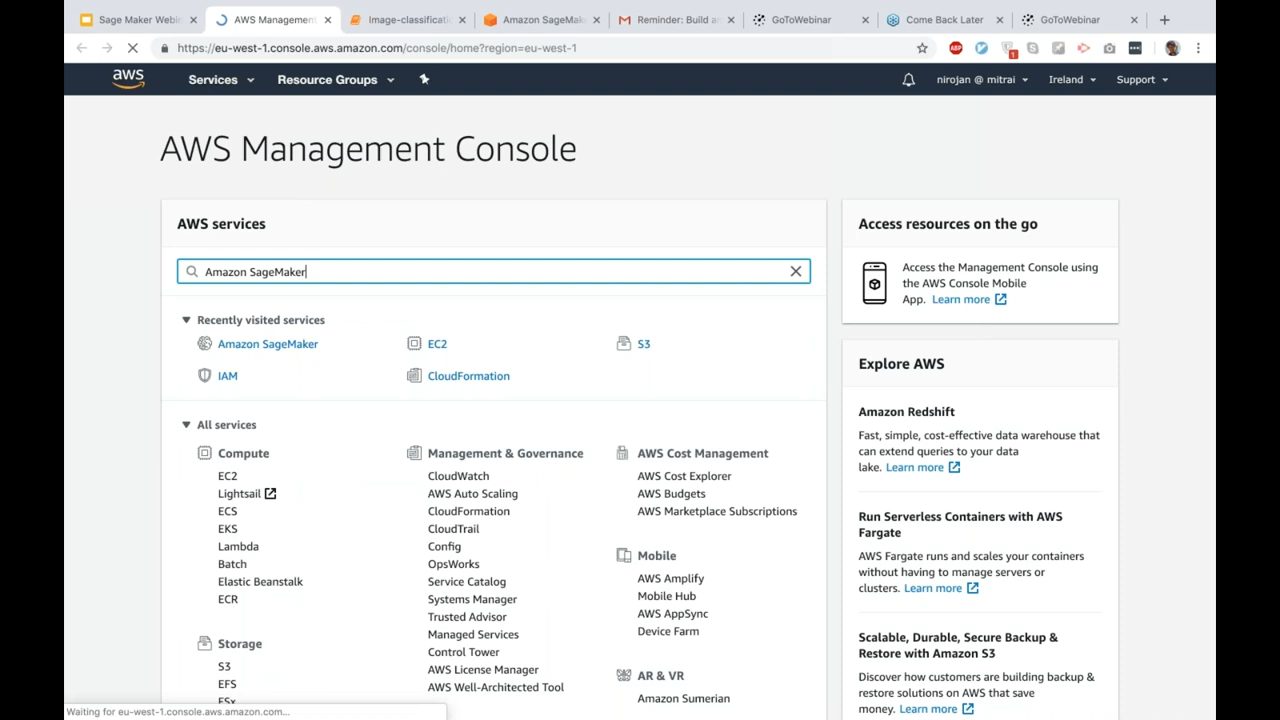 Sage Maker Webin
AWS Management
Image-classificatio
Amazon SageMake
Reminder: Build an
GoToWebinar
Come Back Later
GoToWebinar
https://eu-west-1.console.aws.amazon.com/console/home?region=eu-west-1
ABP
1
aws
Services
Resource Groups
nirojan @ mitrai
Ireland
Support
AWS Management Console
AWS services
Amazon SageMaker
Recently visited services
Amazon SageMaker
EC2
S3
IAM
CloudFormation
All services
Compute
EC2
Lightsail
ECS
EKS
Lambda
Batch
Elastic Beanstalk
ECR
Storage
S3
EFS
FSx
Management & Governance
CloudWatch
AWS Auto Scaling
CloudFormation
CloudTrail
Config
OpsWorks
Service Catalog
Systems Manager
Trusted Advisor
Managed Services
Control Tower
AWS License Manager
AWS Well-Architected Tool
AWS Cost Management
AWS Cost Explorer
AWS Budgets
AWS Marketplace Subscriptions
Mobile
AWS Amplify
Mobile Hub
AWS AppSync
Device Farm
AR & VR
Amazon Sumerian
Access resources on the go
Access the Management Console using
the AWS Console Mobile
App. Learn more
Explore AWS
Amazon Redshift
Fast, simple, cost-effective data warehouse that
can extend queries to your data
lake. Learn more
Run Serverless Containers with AWS
Fargate
AWS Fargate runs and scales your containers
without having to manage servers or
clusters. Learn more
Scalable, Durable, Secure Backup &
Restore with Amazon S3
Discover how customers are building backup &
restore solutions on AWS that save
money. Learn more
Waiting for eu-west-1.console.aws.amazon.com...